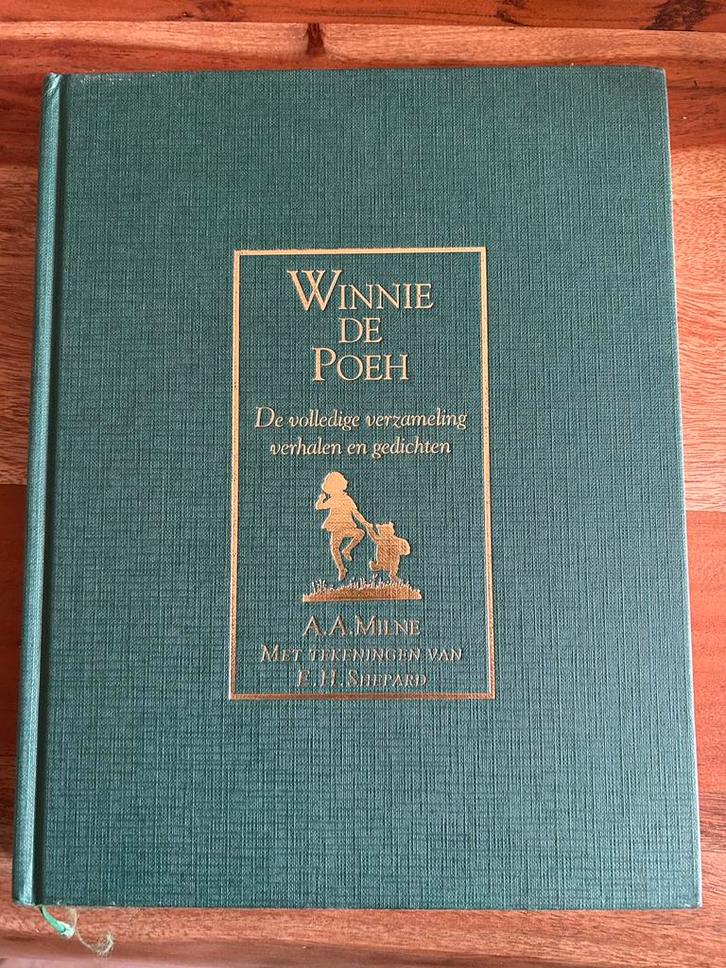 WINNIE
DE
POEH
De volledige verzameling
verhalen en gedichten
A.A.MILNE
MET TEKENINGEN VAN
E.H.SHEPARD